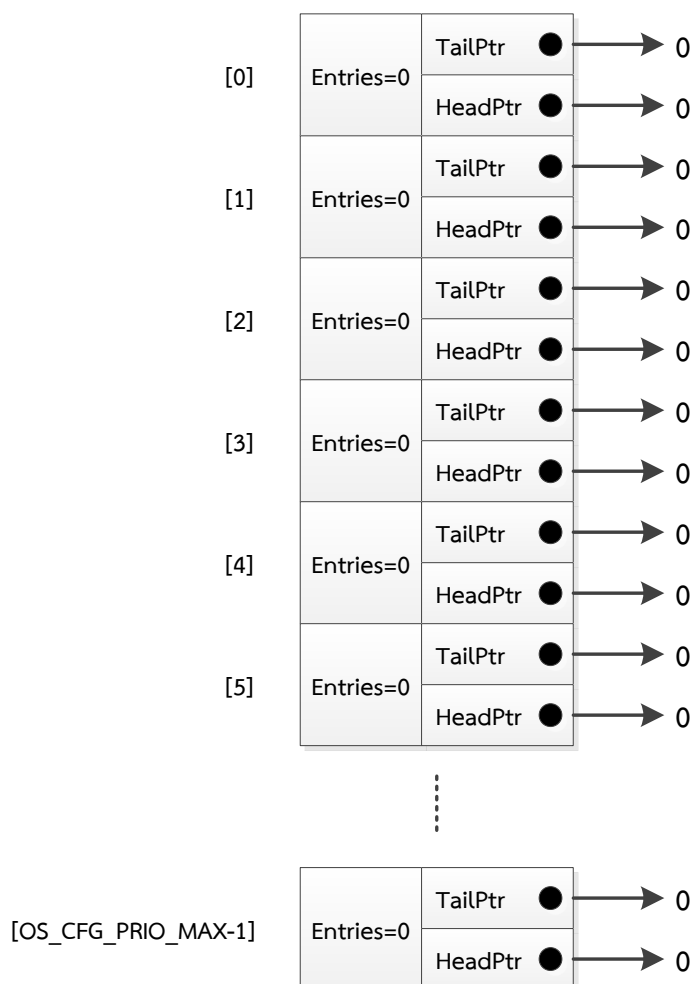 TailPtr 0
[0] Entries=0
HeadPtr 0
TailPtr 0
[1] Entries=0
HeadPtr 0
TailPtr 0
[2] Entries=0
HeadPtr 0
TailPtr 0
[3] Entries=0
HeadPtr 0
TailPtr 0
[4] Entries=0
HeadPtr 0
TailPtr 0
[5] Entries=0
HeadPtr 0
TailPtr 0
[OS_CFG_PRIO_MAX-1] Entries=0
HeadPtr 0